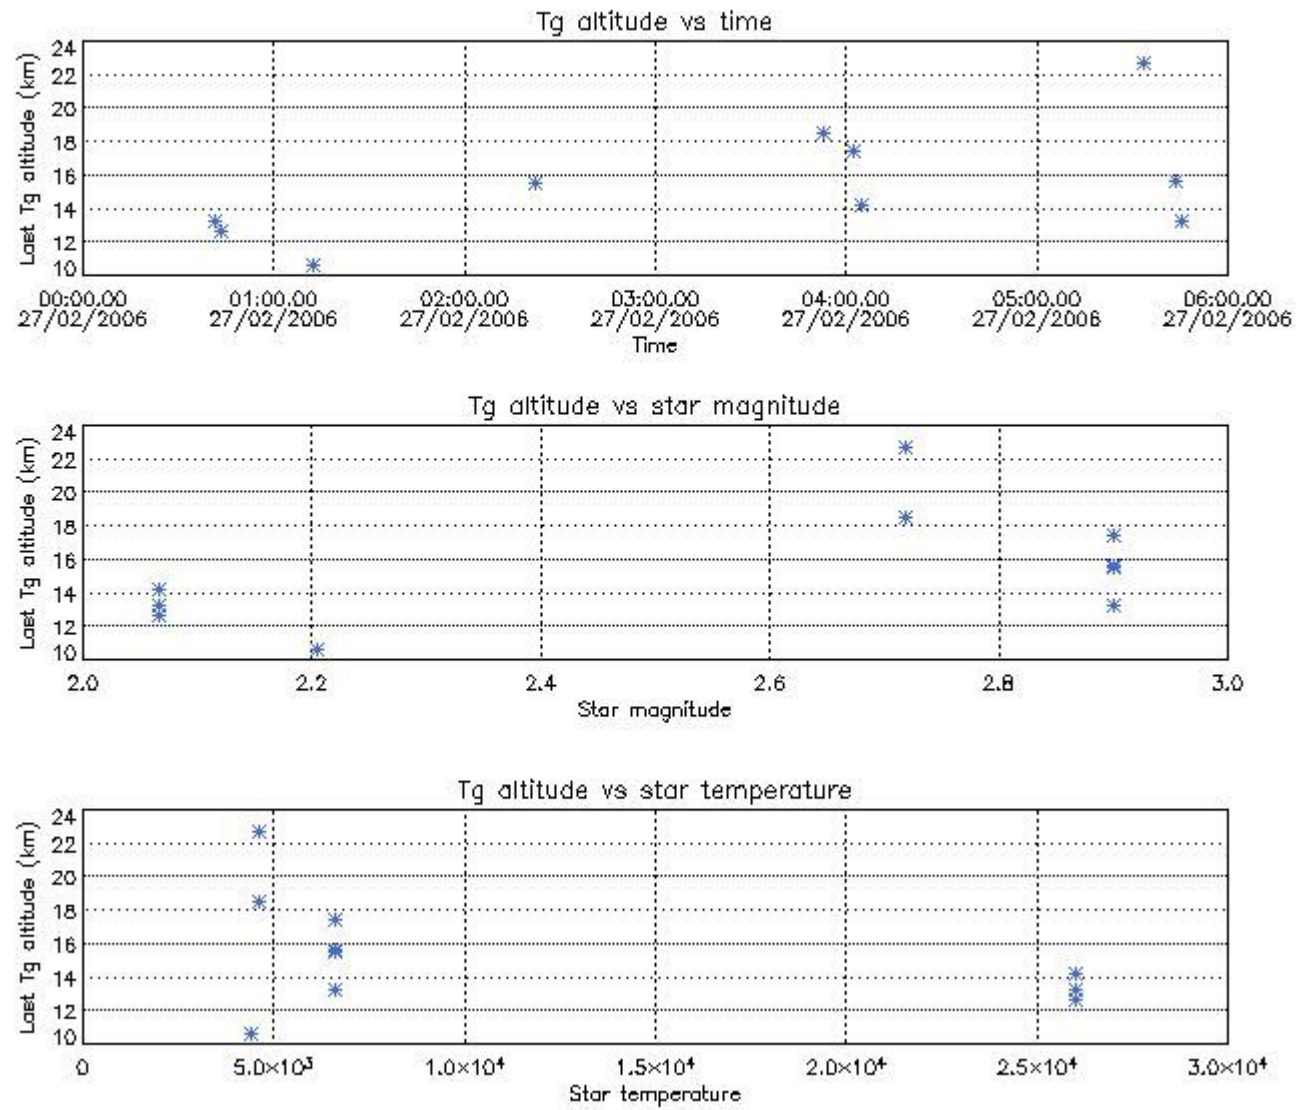 Tg altitude vs time
Last Tg altitude (km)
24
22
20
18
16
14
12
10
00:00.00 01:00.00 02:00.00 03:00.00 04:00.00 05:00.00 06:00.00
27/02/2006 27/02/2006 27/02/2006 27/02/2006 27/02/2006 27/02/2006 27/02/2006
Time
Tg altitude vs star magnitude
Last Tg altitude (km)
24
22
20
18
16
14
12
10
2.0 2.2 2.4 2.6 2.8 3.0
Star magnitude
Tg altitude vs star temperature
Last Tg altitude (km)
24
22
20
18
16
14
12
10
0 5.0×10³ 1.0×10⁴ 1.5×10⁴ 2.0×10⁴ 2.5×10⁴ 3.0×10⁴
Star temperature